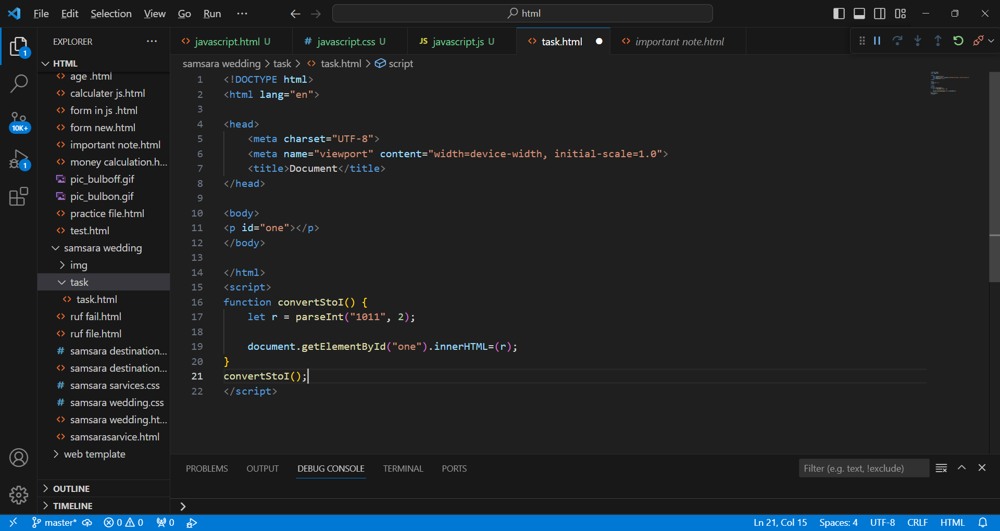 File Edit Selection View Go Run ···
html
EXPLORER ···
HTML
age .html
calculater js.html
form in js .html
form new.html
important note.html
money calculation.h...
pic_bulboff.gif
pic_bulbon.gif
practice file.html
test.html
samsara wedding
img
task
task.html
ruf fail.html
ruf file.html
samsara destination...
samsara destination...
samsara sarvices.css
samsara wedding.css
samsara wedding.ht...
samsarasarvice.html
web template
OUTLINE
TIMELINE
1
10K+
1
javascript.html U
# javascript.css U
JS javascript.js U
task.html
important note.html
samsara wedding > task > task.html > script
1 <!DOCTYPE html>
2 <html lang="en">
3
4 <head>
5 <meta charset="UTF-8">
6 <meta name="viewport" content="width=device-width, initial-scale=1.0">
7 <title>Document</title>
8 </head>
9
10 <body>
11 <p id="one"></p>
12 </body>
13
14 </html>
15 <script>
16 function convertStoI() {
17 let r = parseInt("1011", 2);
18
19 document.getElementById("one").innerHTML=(r);
20 }
21 convertStoI();
22 </script>
PROBLEMS OUTPUT DEBUG CONSOLE TERMINAL PORTS
Filter (e.g. text, !exclude)
master* 0 0 0
Ln 21, Col 15 Spaces: 4 UTF-8 CRLF HTML